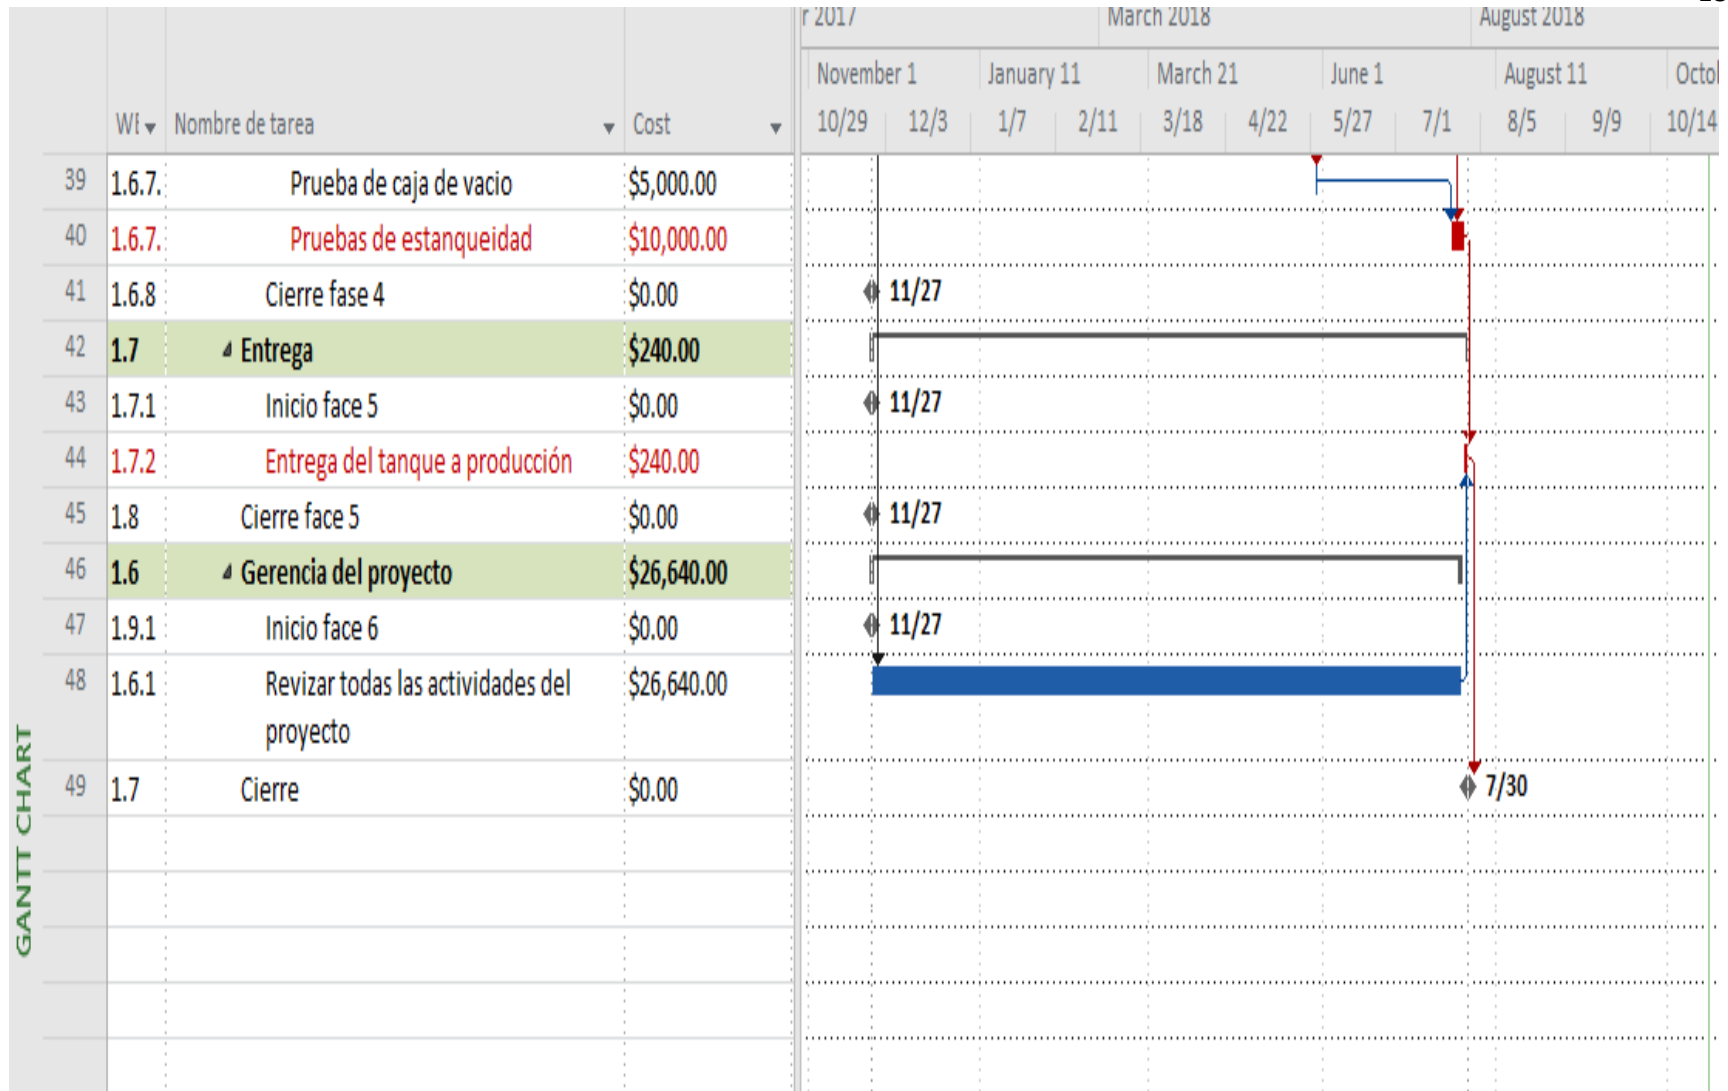 r 2017 March 2018 August 2018
November 1 January 11 March 21 June 1 August 11 Octol
WI Nombre de tarea Cost 10/29 12/3 1/7 2/11 3/18 4/22 5/27 7/1 8/5 9/9 10/14
39 1.6.7. Prueba de caja de vacio $5,000.00
40 1.6.7. Pruebas de estanqueidad $10,000.00
41 1.6.8 Cierre fase 4 $0.00 11/27
42 1.7 Entrega $240.00
43 1.7.1 Inicio face 5 $0.00 11/27
44 1.7.2 Entrega del tanque a producción $240.00
45 1.8 Cierre face 5 $0.00 11/27
46 1.6 Gerencia del proyecto $26,640.00
47 1.9.1 Inicio face 6 $0.00 11/27
48 1.6.1 Revizar todas las actividades del $26,640.00
proyecto
49 1.7 Cierre $0.00 7/30
GANTT CHART